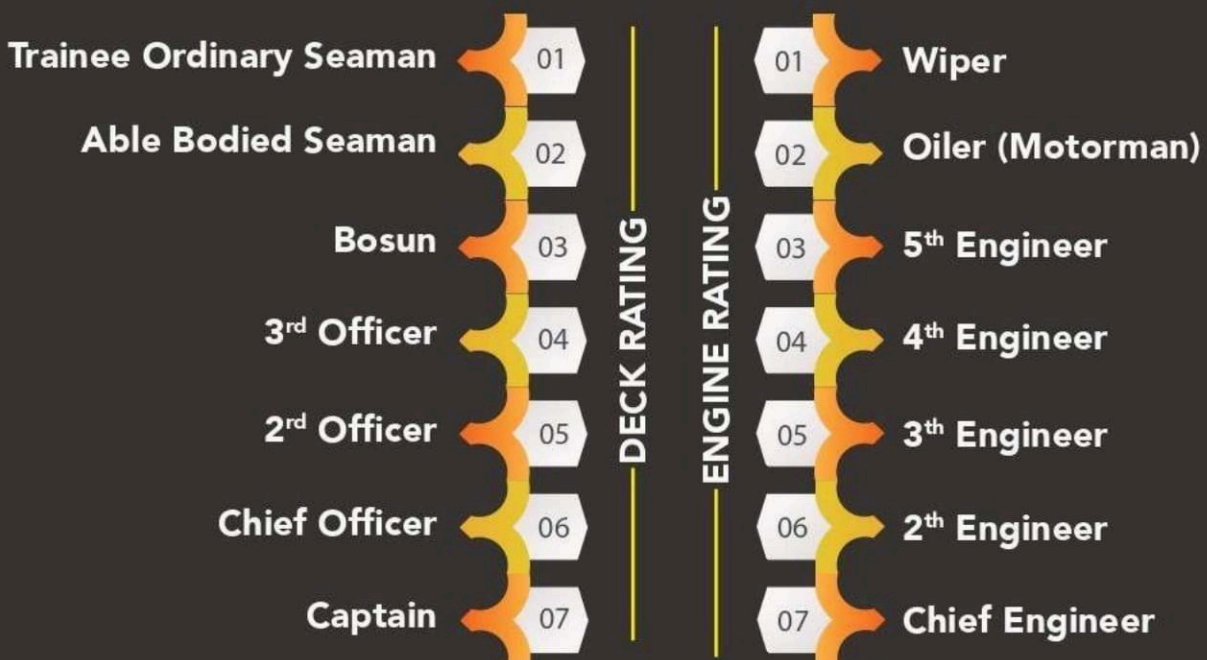 Trainee Ordinary Seaman 01
Able Bodied Seaman 02
Bosun 03
3rd Officer 04
2rd Officer 05
Chief Officer 06
Captain 07
DECK RATING
ENGINE RATING
01 Wiper
02 Oiler (Motorman)
03 5th Engineer
04 4th Engineer
05 3th Engineer
06 2th Engineer
07 Chief Engineer